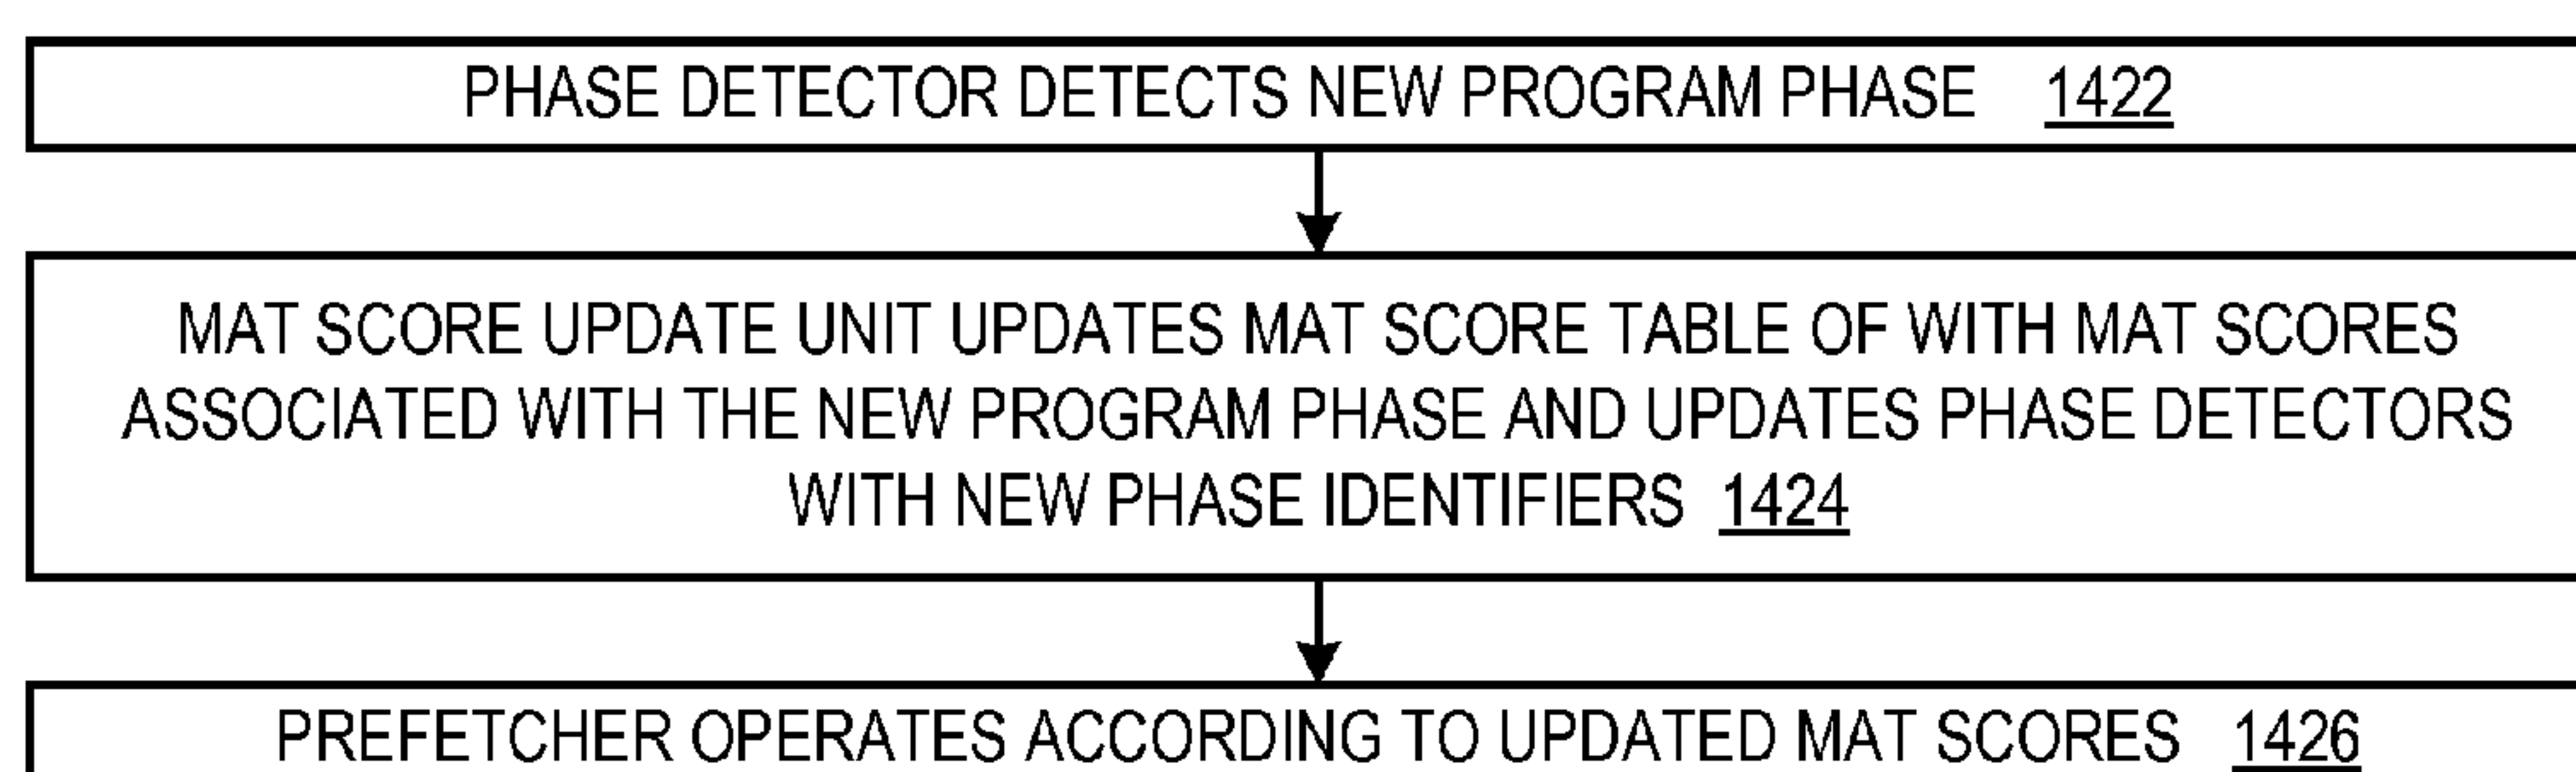 PHASE DETECTOR DETECTS NEW PROGRAM PHASE 1422
MAT SCORE UPDATE UNIT UPDATES MAT SCORE TABLE OF WITH MAT SCORES
ASSOCIATED WITH THE NEW PROGRAM PHASE AND UPDATES PHASE DETECTORS
WITH NEW PHASE IDENTIFIERS 1424
PREFETCHER OPERATES ACCORDING TO UPDATED MAT SCORES 1426